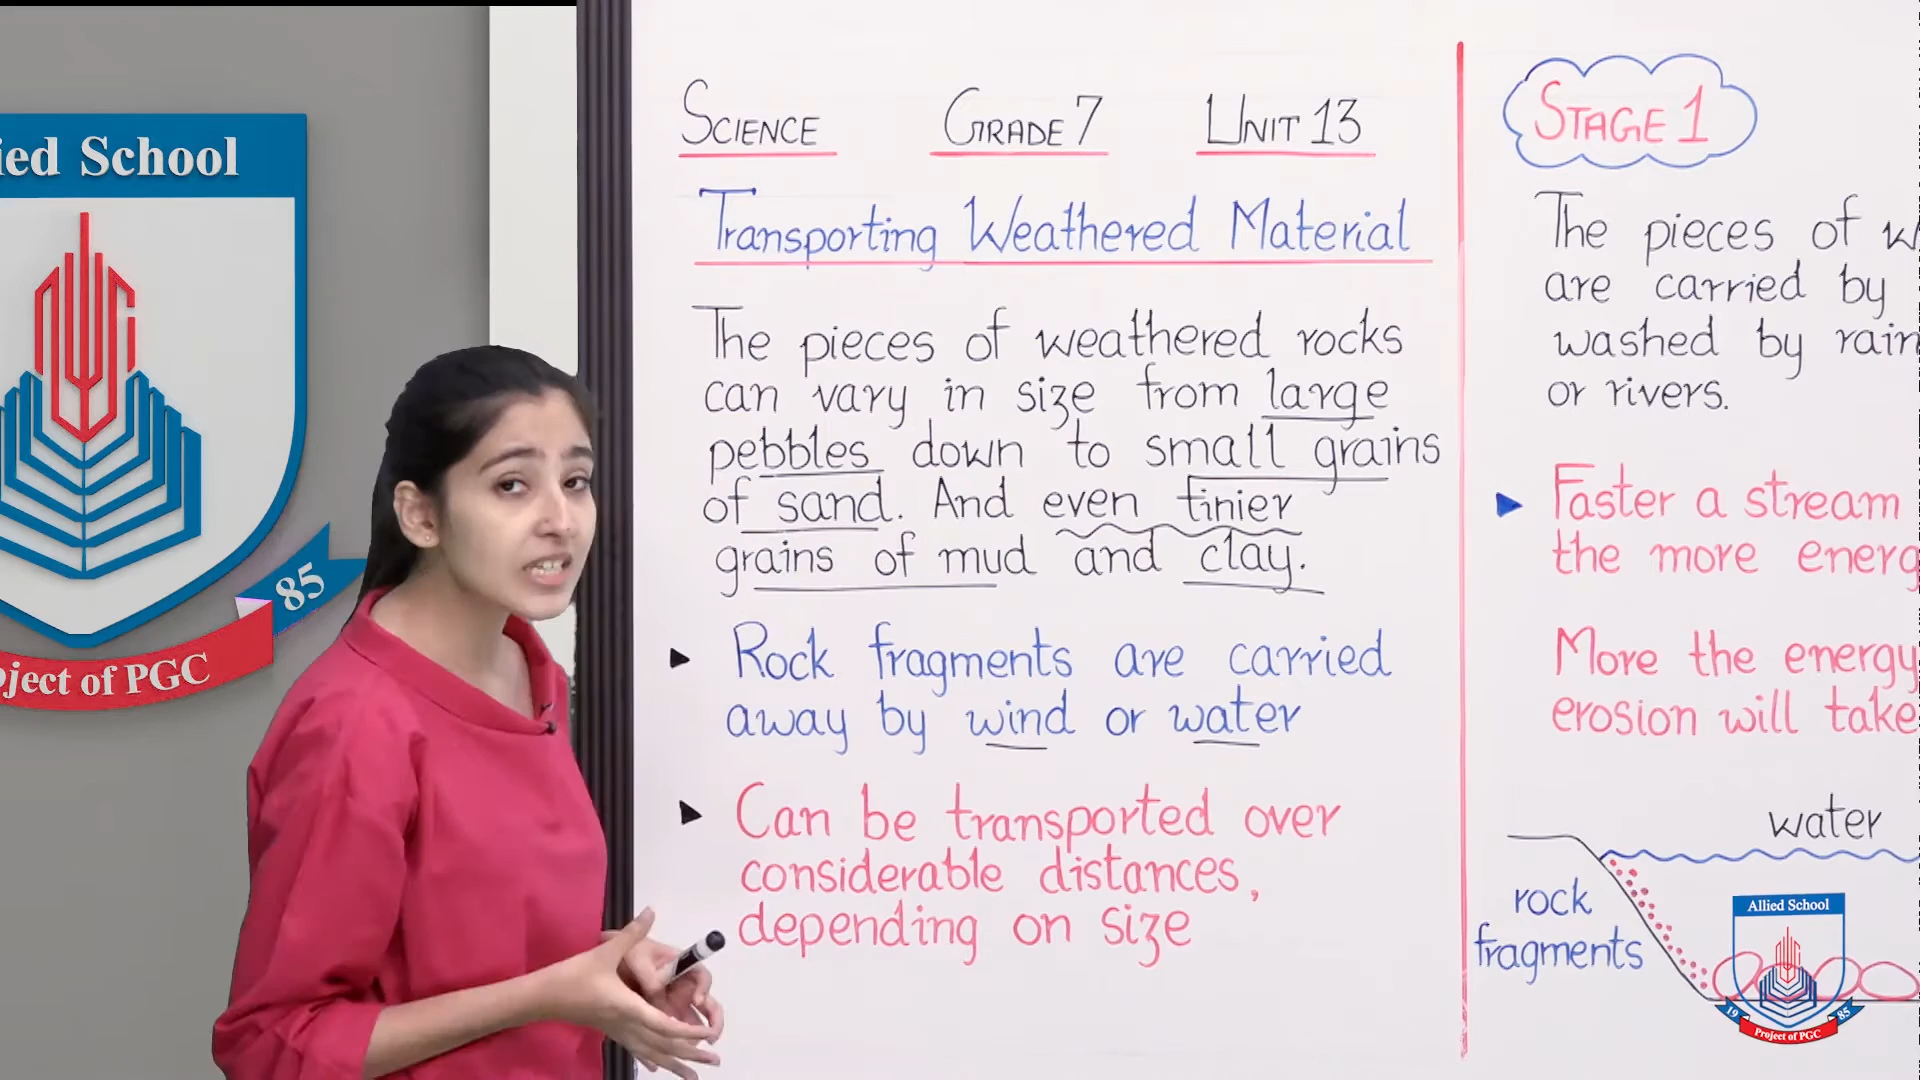 ied School
85
ject of PGC
SCIENCE GRADE 7 UNIT 13
Transporting Weathered Material
The pieces of weathered rocks
can vary in size from large
pebbles down to small grains
of sand. And even tinier
grains of mud and clay.
Rock fragments are carried
away by wind or water
Can be transported over
considerable distances,
depending on size
STAGE 1
The pieces of w
are carried by
washed by rain
or rivers.
Faster a stream
the more energ
More the energy
erosion will take
water
rock
fragments
Allied School
19 85
Project of PGC